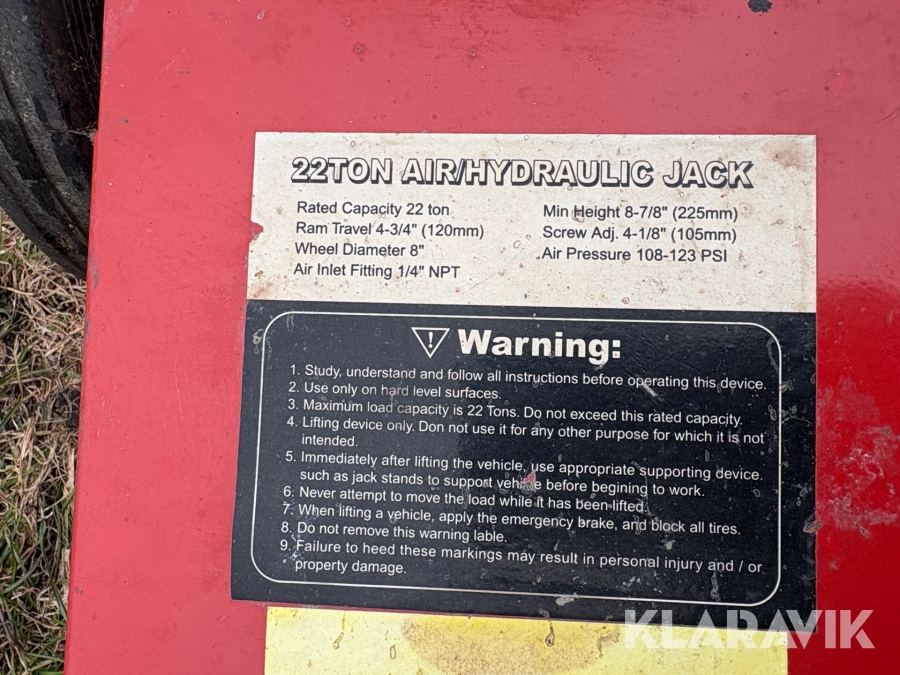 22TON AIR/HYDRAULIC JACK
Rated Capacity 22 ton
Ram Travel 4-3/4" (120mm)
Wheel Diameter 8"
Air Inlet Fitting 1/4" NPT
Min Height 8-7/8" (225mm)
Screw Adj. 4-1/8" (105mm)
Air Pressure 108-123 PSI
Warning:
1. Study, understand and follow all instructions before operating this device.
2. Use only on hard level surfaces.
3. Maximum load capacity is 22 Tons. Do not exceed this rated capacity.
4. Lifting device only. Don not use it for any other purpose for which it is not
intended.
5. Immediately after lifting the vehicle, use appropriate supporting device
such as jack stands to support vehicle before begining to work.
6. Never attempt to move the load while it has been lifted.
7. When lifting a vehicle, apply the emergency brake, and block all tires.
8. Do not remove this warning lable.
9. Failure to heed these markings may result in personal injury and / or
property damage.
KLARAVIK